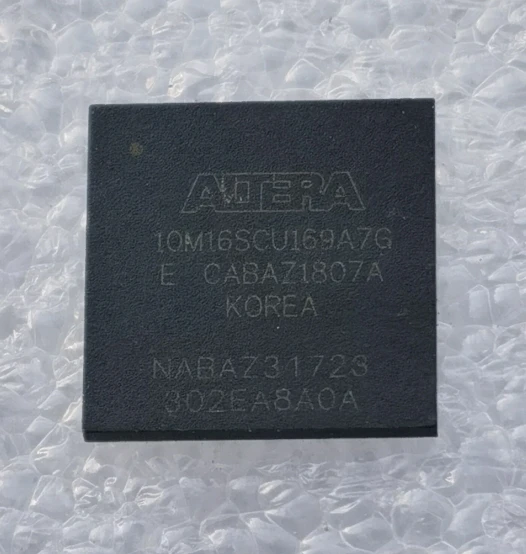 ALTERA
10M16SCU169A7G
E CABAZ1807A
KOREA
NABAZ31723
302EA8A0A